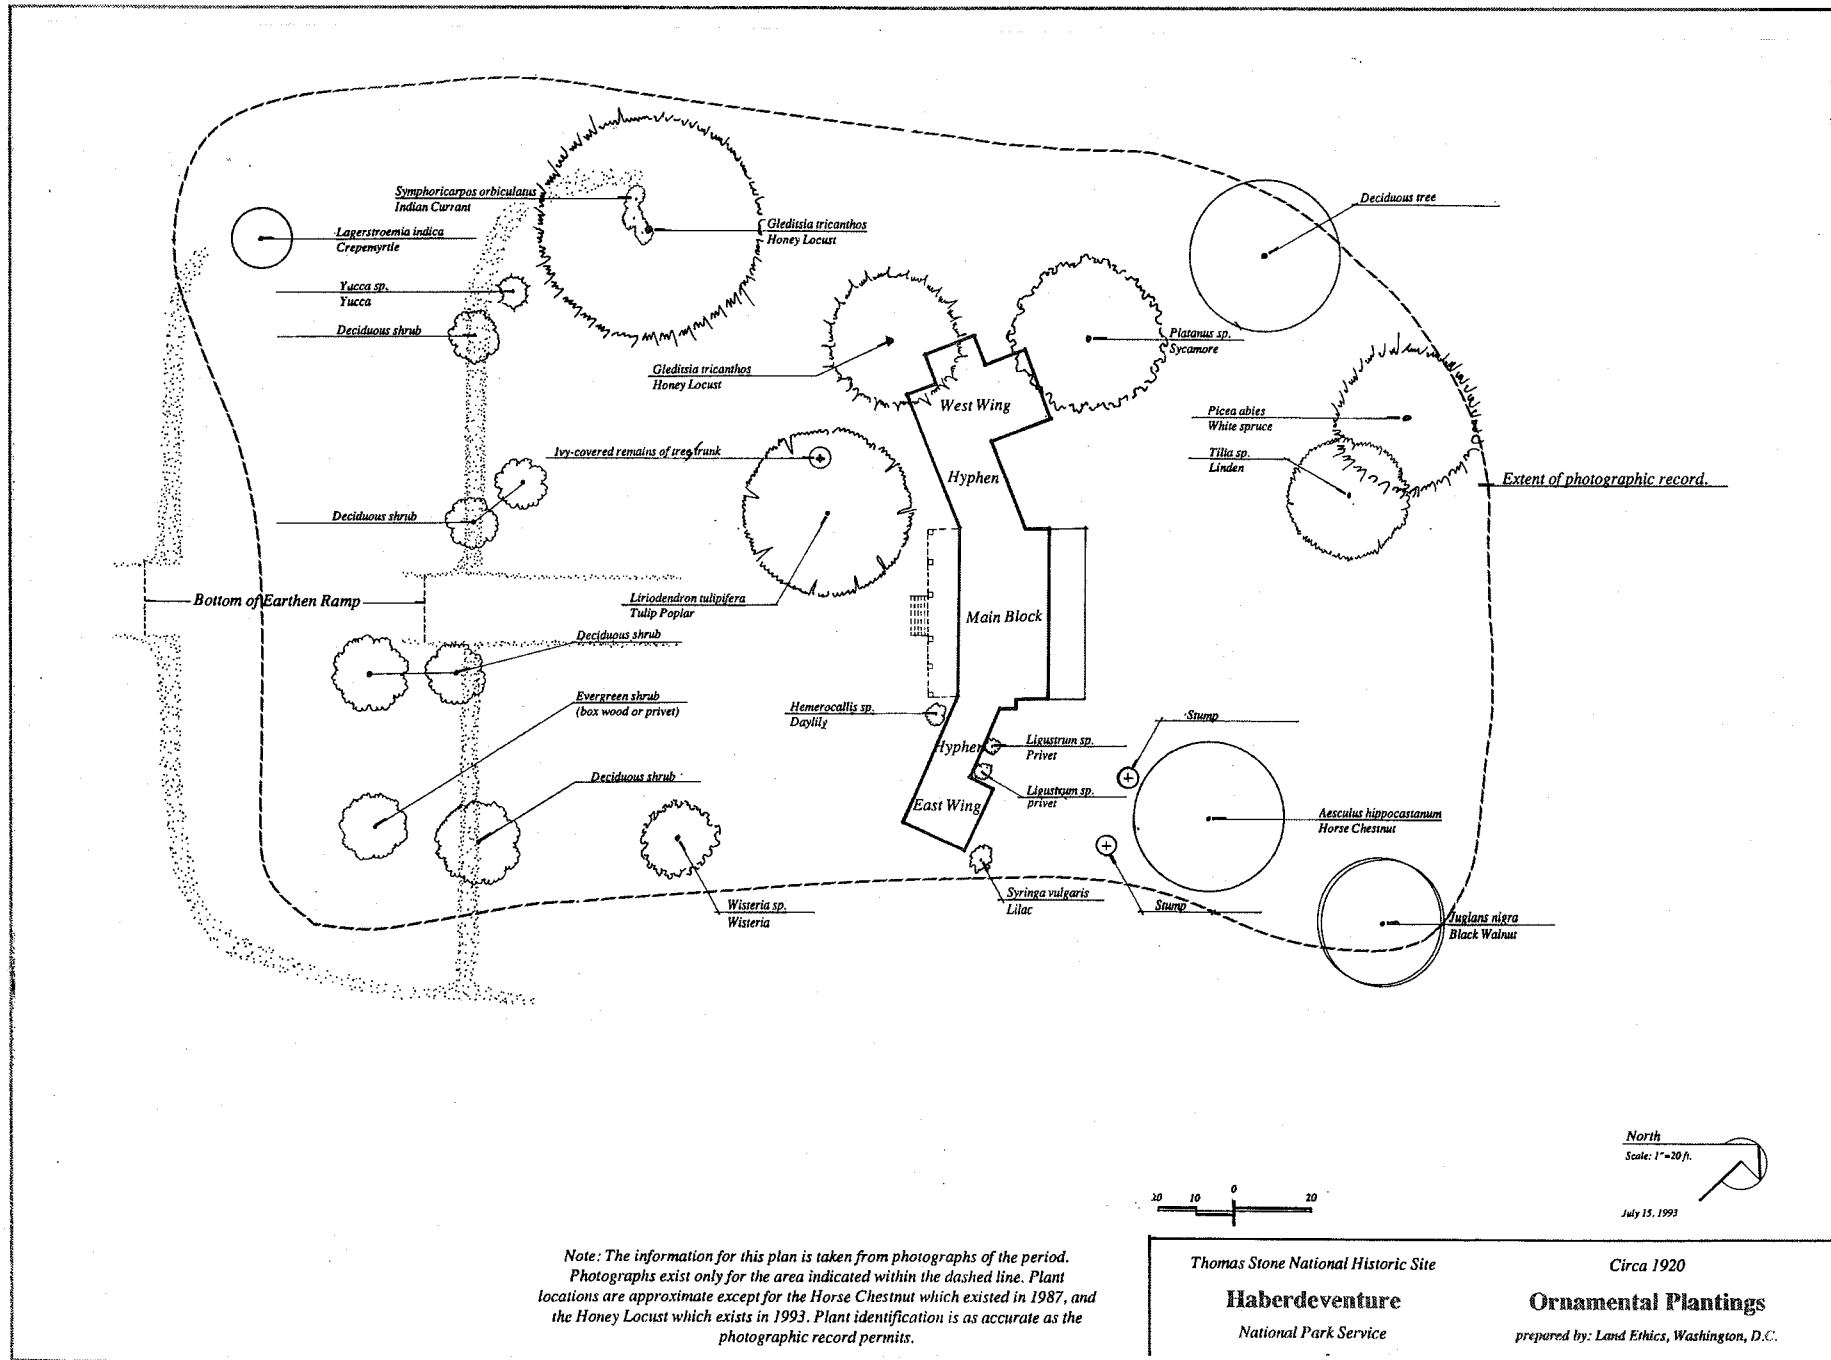 Symphoricarpos orbiculatus
Indian Currant
Lagerstroemia indica
Crepemyrtle
Gleditsia tricanthos
Honey Locust
Deciduous tree
Yucca sp.
Yucca
Deciduous shrub
Gleditsia tricanthos
Honey Locust
Platanus sp.
Sycamore
West Wing
Picea abies
White spruce
Ivy-covered remains of tree trunk
Tilia sp.
Linden
Hyphen
Extent of photographic record.
Deciduous shrub
Bottom of Earthen Ramp
Liriodendron tulipifera
Tulip Poplar
Main Block
Deciduous shrub
Evergreen shrub
(box wood or privet)
Hemerocallis sp.
Daylily
Stump
Hyphen
Ligustrum sp.
Privet
Deciduous shrub
Ligustrum sp.
privet
East Wing
Aesculus hippocastanum
Horse Chestnut
Wisteria sp.
Wisteria
Syringa vulgaris
Lilac
Stump
Juglans nigra
Black Walnut
North
Scale: 1"=20 ft.
20 10 0 20
July 15, 1993
Note: The information for this plan is taken from photographs of the period.
Photographs exist only for the area indicated within the dashed line. Plant
locations are approximate except for the Horse Chestnut which existed in 1987, and
the Honey Locust which exists in 1993. Plant identification is as accurate as the
photographic record permits.
Thomas Stone National Historic Site
Haberdeventure
National Park Service
Circa 1920
Ornamental Plantings
prepared by: Land Ethics, Washington, D.C.